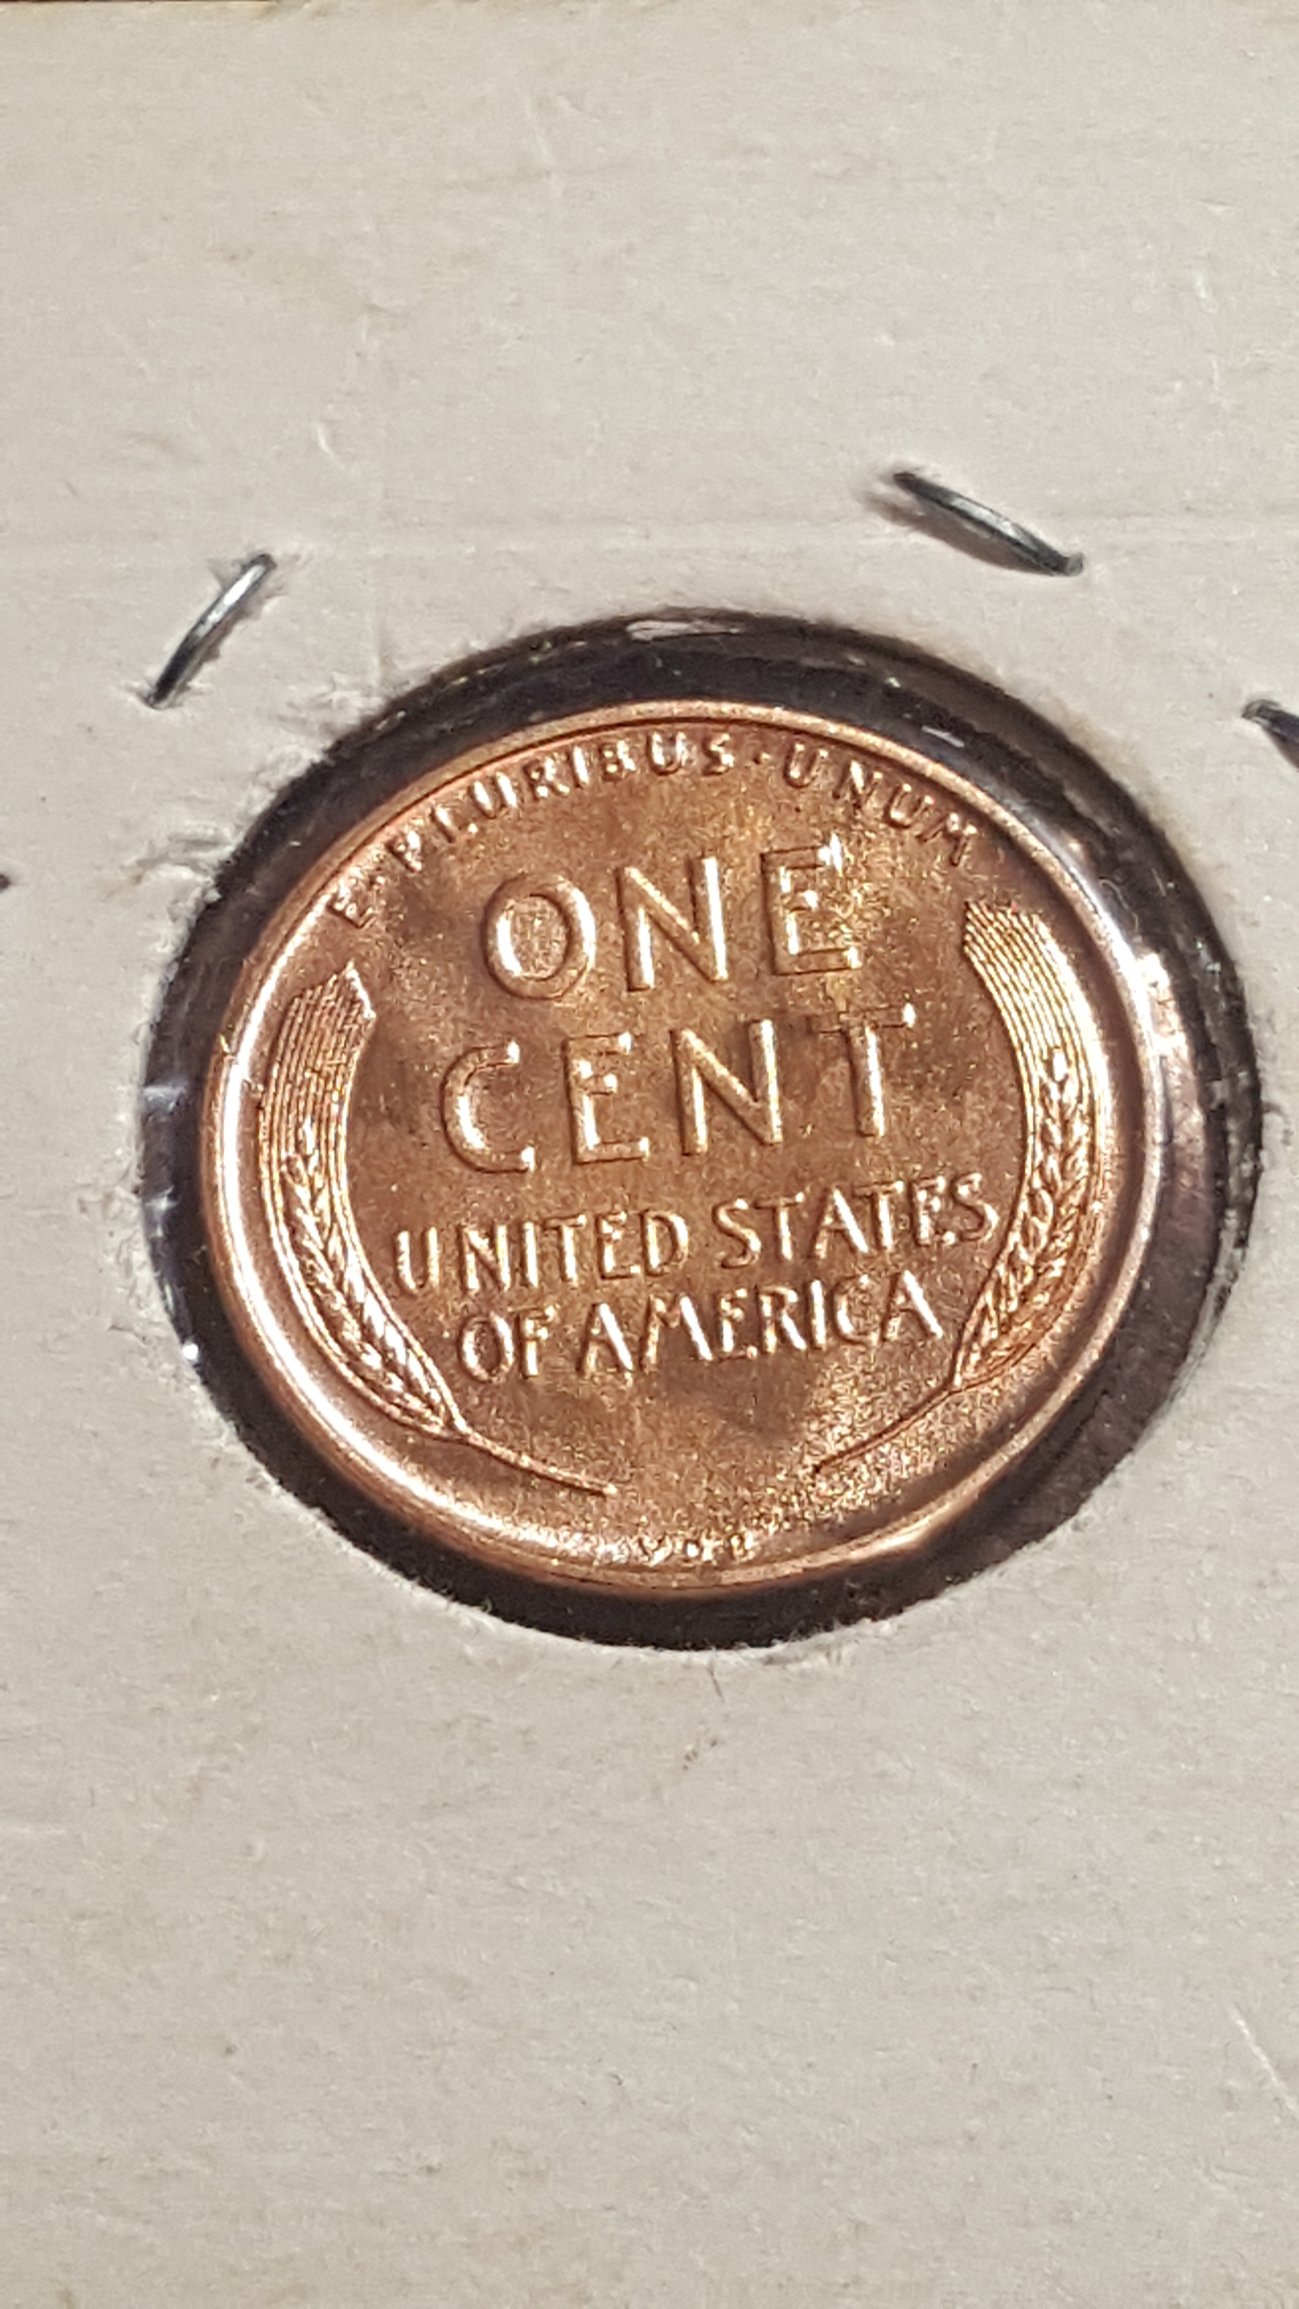 E·PLURIBUS·UNUM
ONE
CENT
UNITED STATES
OF AMERICA
V.D.B.